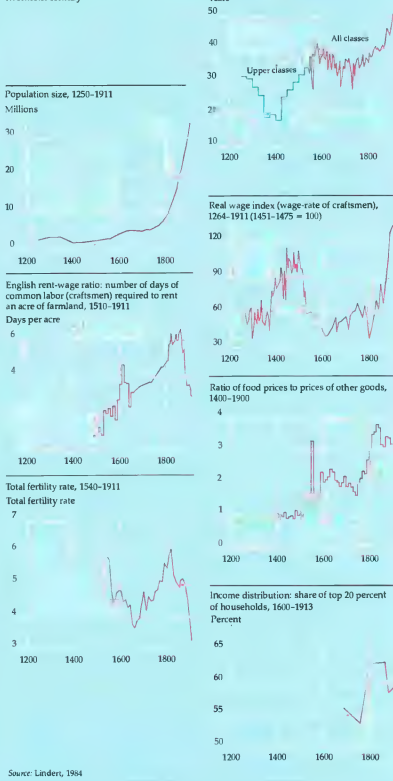 Population size, 1250–1911
Millions
30
20
10
0
1200 1400 1600 1800
English rent-wage ratio: number of days of
common labor (craftsmen) required to rent
an acre of farmland, 1510–1911
Days per acre
6
4
1200 1400 1600 1800
Total fertility rate, 1540–1911
Total fertility rate
7
6
5
4
3
1200 1400 1600 1800
Source: Lindert, 1984
50
40
30
10
All classes
Upper classes
1200 1400 1600 1800
Real wage index (wage-rate of craftsmen),
1264–1911 (1451–1475 = 100)
120
90
60
30
1200 1400 1600 1800
Ratio of food prices to prices of other goods,
1400–1900
4
3
2
1
0
1200 1400 1600 1800
Income distribution: share of top 20 percent
of households, 1600–1913
Percent
65
60
55
50
1200 1400 1600 1800